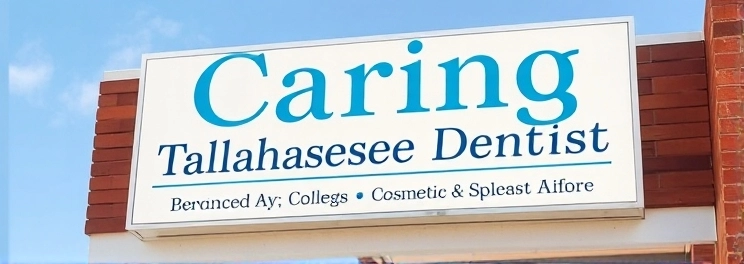 Caring
Tallahasesee Dentist
Beranced Ay; Collegs • Cosmetic & Spleast Aifore